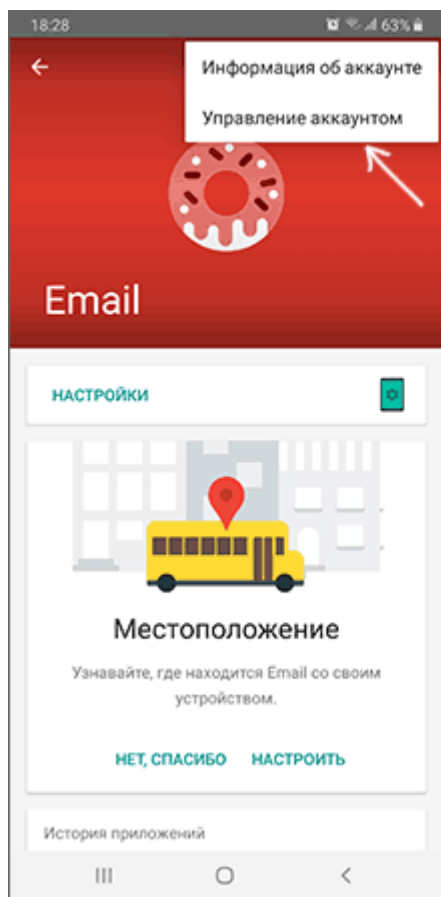 18:28
63%
Информация об аккаунте
Управление аккаунтом
Email
НАСТРОЙКИ
Местоположение
Узнавайте, где находится Email со своим
устройством.
НЕТ, СПАСИБО НАСТРОИТЬ
История приложений